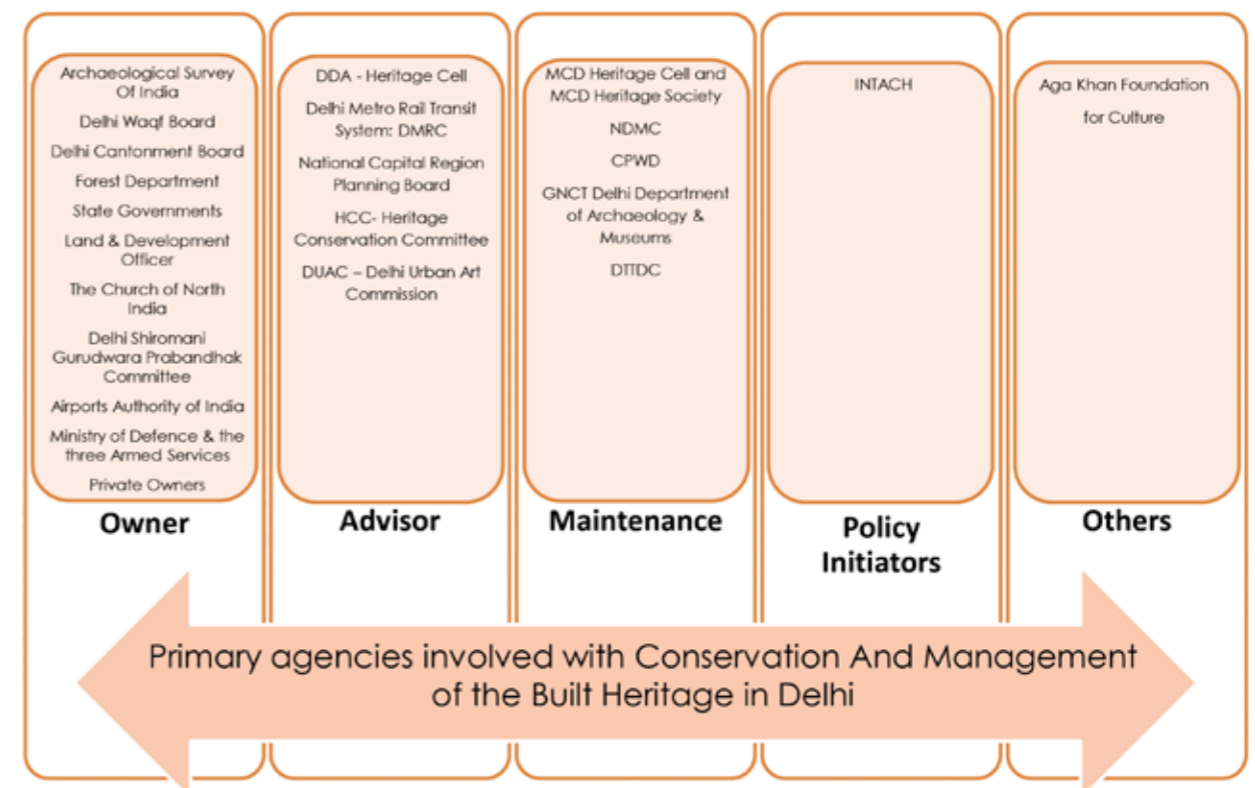 Archaeological Survey
Of India
Delhi Waqf Board
Delhi Cantonment Board
Forest Department
State Governments
Land & Development
Officer
The Church of North
India
Delhi Shiromani
Gurudwara Prabandhak
Committee
Airports Authority of India
Ministry of Defence & the
three Armed Services
Private Owners
Owner
DDA - Heritage Cell
Delhi Metro Rail Transit
System: DMRC
National Capital Region
Planning Board
HCC- Heritage
Conservation Committee
DUAC – Delhi Urban Art
Commission
Advisor
MCD Heritage Cell and
MCD Heritage Society
NDMC
CPWD
GNCT Delhi Department
of Archaeology &
Museums
DTTDC
Maintenance
INTACH
Policy
Initiators
Aga Khan Foundation
for Culture
Others
Primary agencies involved with Conservation And Management
of the Built Heritage in Delhi